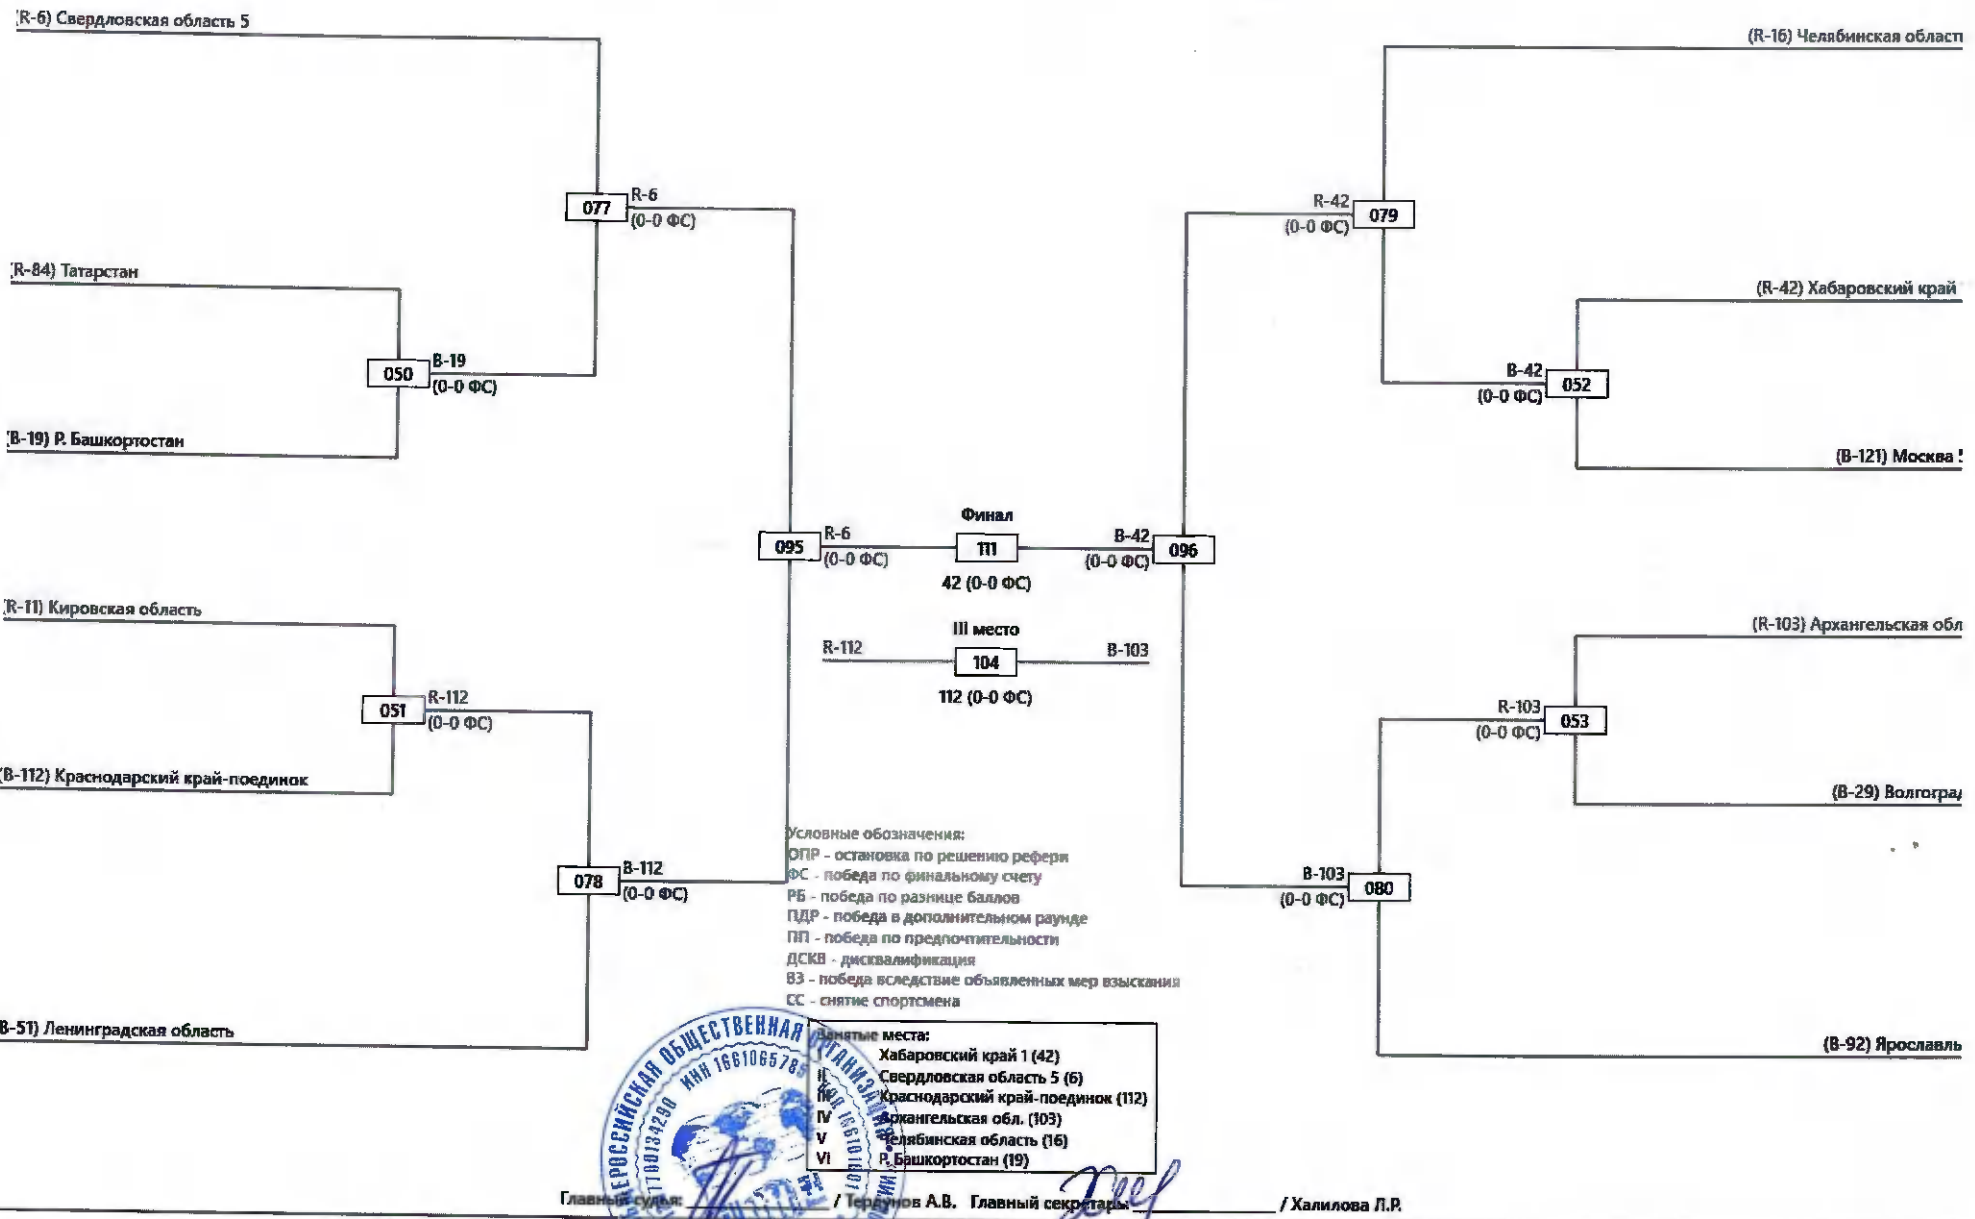 (R-6) Свердловская область 5
(R-16) Челябинская област
077
R-6
(0-0 ФС)
R-42
(0-0 ФС)
079
(R-84) Татарстан
(R-42) Хабаровский край
050
B-19
(0-0 ФС)
B-42
(0-0 ФС)
052
(B-19) Р. Башкортостан
(B-121) Москва
095
R-6
(0-0 ФС)
Финал
111
42 (0-0 ФС)
B-42
(0-0 ФС)
096
(R-11) Кировская область
(R-103) Архангельская обл
III место
R-112
104
B-103
112 (0-0 ФС)
051
R-112
(0-0 ФС)
R-103
(0-0 ФС)
053
(B-112) Краснодарский край-поединок
(B-29) Волгоград
078
B-112
(0-0 ФС)
B-103
(0-0 ФС)
080
Условные обозначения:
ОПР - остановка по решению рефери
ФС - победа по финальному счету
РБ - победа по разнице баллов
ПДР - победа в дополнительном раунде
ПП - победа по предпочтительности
ДСКВ - дисквалификация
ВЗ - победа вследствие объявленных мер взыскания
СС - снятие спортсмена
B-51) Ленинградская область
(B-92) Ярославль
Занятые места:
I Хабаровский край 1 (42)
II Свердловская область 5 (6)
III Краснодарский край-поединок (112)
IV Архангельская обл. (103)
V Челябинская область (16)
VI Р. Башкортостан (19)
ВСЕРОССИЙСКАЯ ОБЩЕСТВЕННАЯ ОРГАНИЗАЦИЯ
ИНН 1661065785
Главный судья: / Тердунов А.В. Главный секретарь: / Халилова Л.Р.